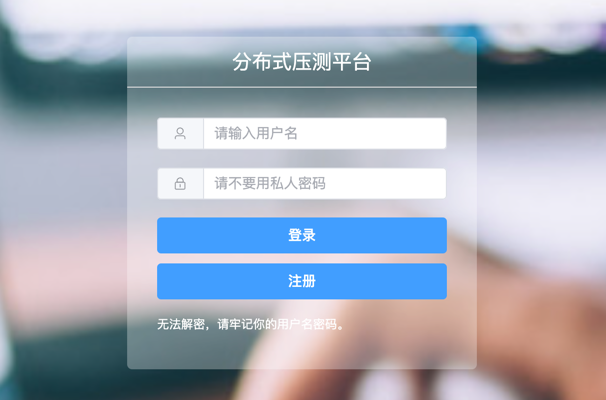 分布式压测平台
请输入用户名
请不要用私人密码
登录
注册
无法解密，请牢记你的用户名密码。